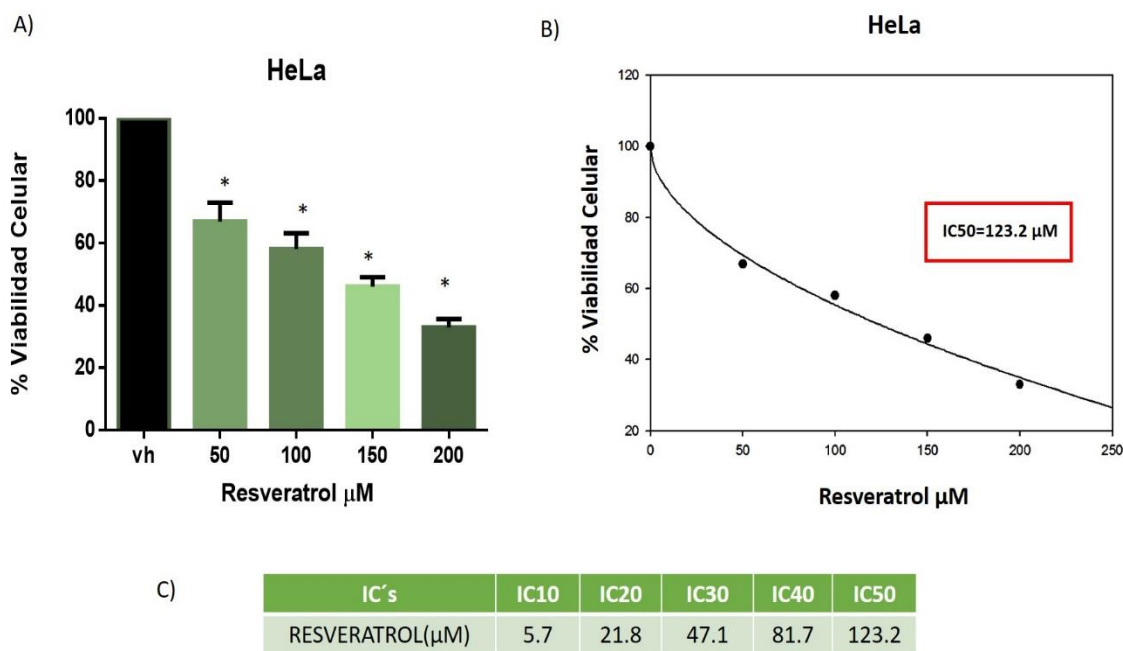 A)
HeLa
% Viabilidad Celular
100
80
60
40
20
0
*
*
*
*
vh 50 100 150 200
Resveratrol μM
B)
HeLa
% Viabilidad Celular
120
100
80
60
40
20
IC50=123.2 μM
0 50 100 150 200 250
Resveratrol μM
C)
IC´s IC10 IC20 IC30 IC40 IC50
RESVERATROL(μM) 5.7 21.8 47.1 81.7 123.2